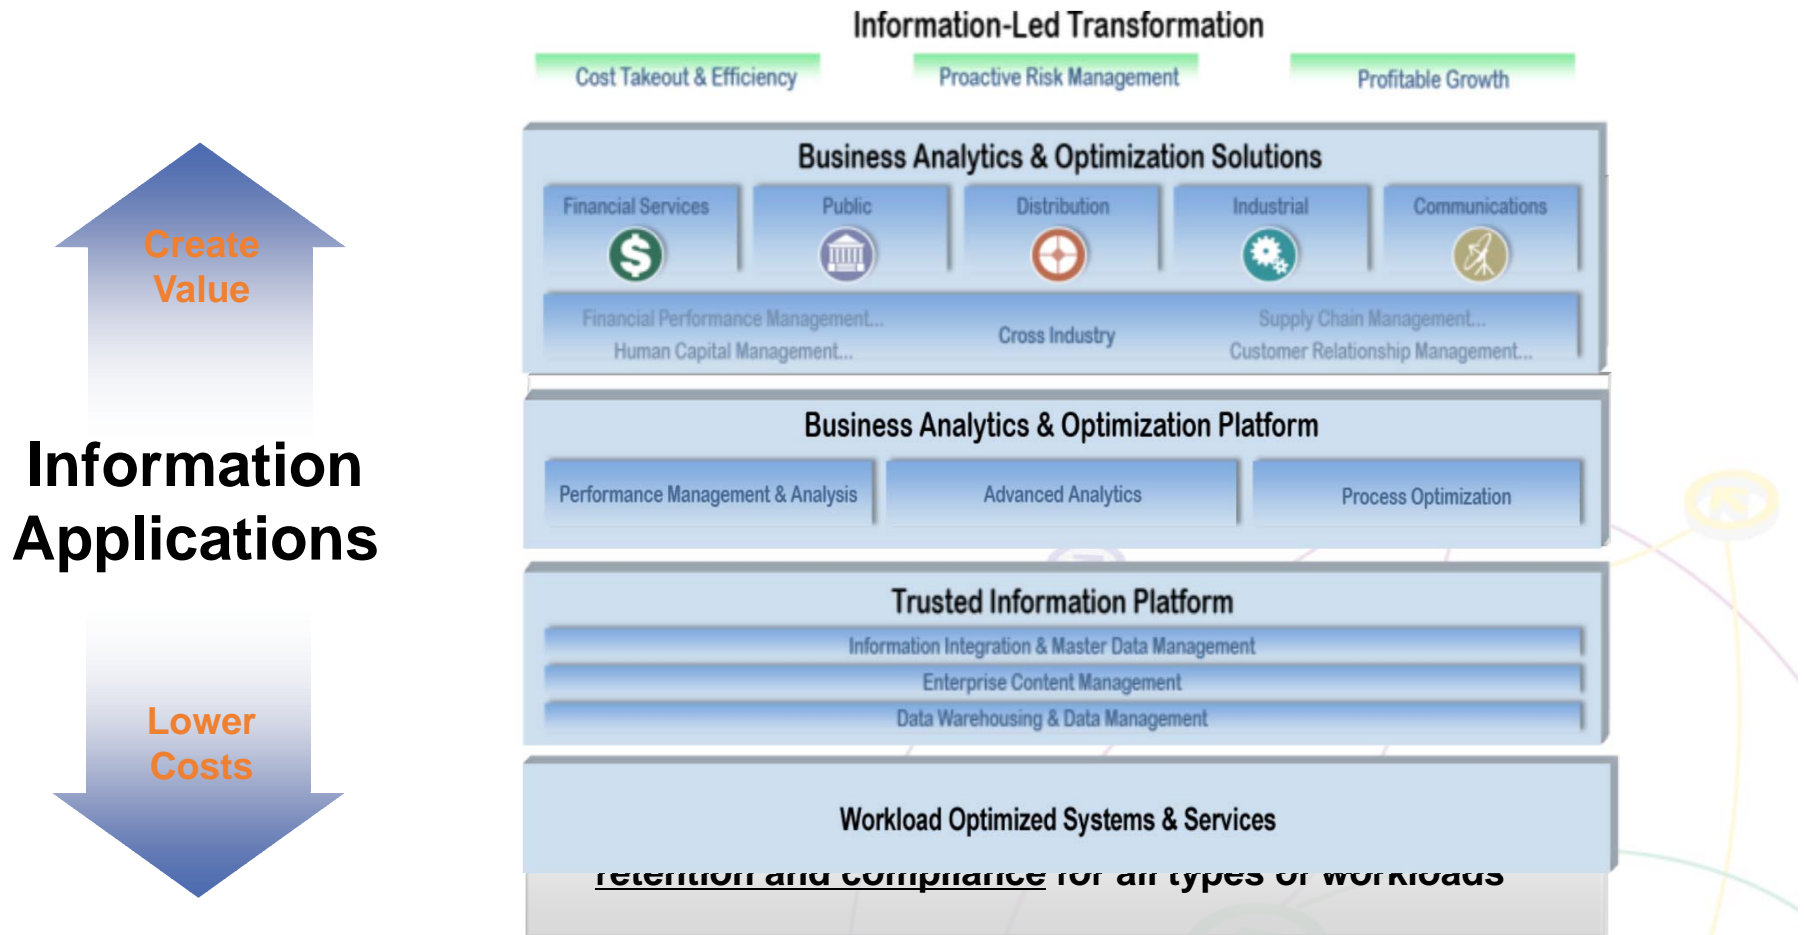 Information-Led Transformation
Cost Takeout & Efficiency
Proactive Risk Management
Profitable Growth
Create
Value
Information
Applications
Lower
Costs
Business Analytics & Optimization Solutions
Financial Services
Public
Distribution
Industrial
Communications
$
Financial Performance Management...
Human Capital Management...
Cross Industry
Supply Chain Management...
Customer Relationship Management...
Business Analytics & Optimization Platform
Performance Management & Analysis
Advanced Analytics
Process Optimization
Trusted Information Platform
Information Integration & Master Data Management
Enterprise Content Management
Data Warehousing & Data Management
Workload Optimized Systems & Services
retention and compliance for all types of workloads